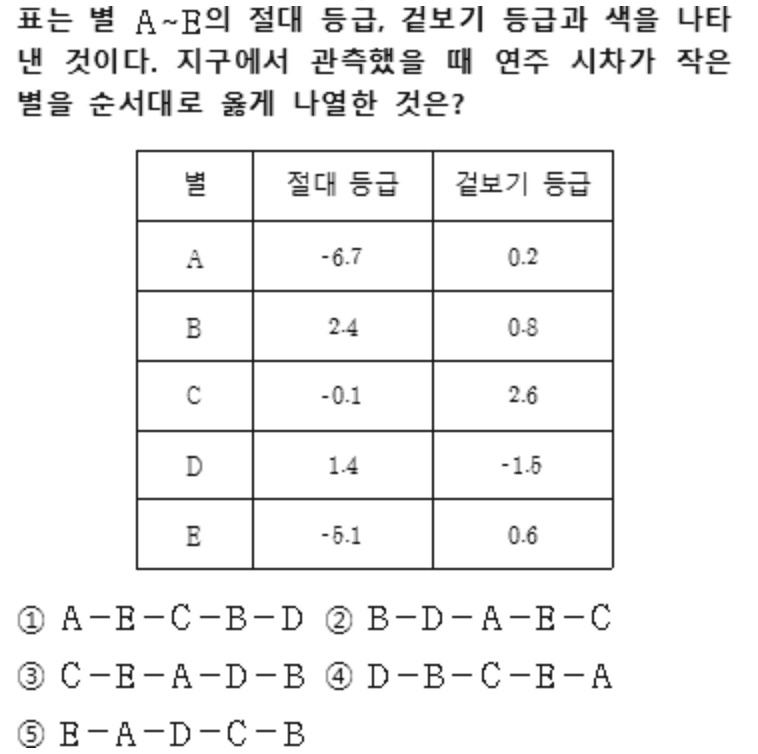 표는 별 A~E의 절대 등급, 겉보기 등급과 색을 나타
낸 것이다. 지구에서 관측했을 때 연주 시차가 작은
별을 순서대로 옳게 나열한 것은?
별 절대 등급 겉보기 등급
A -6.7 0.2
B 2.4 0.8
C -0.1 2.6
D 1.4 -1.5
E -5.1 0.6
① A-E-C-B-D ② B-D-A-E-C
③ C-E-A-D-B ④ D-B-C-E-A
⑤ E-A-D-C-B